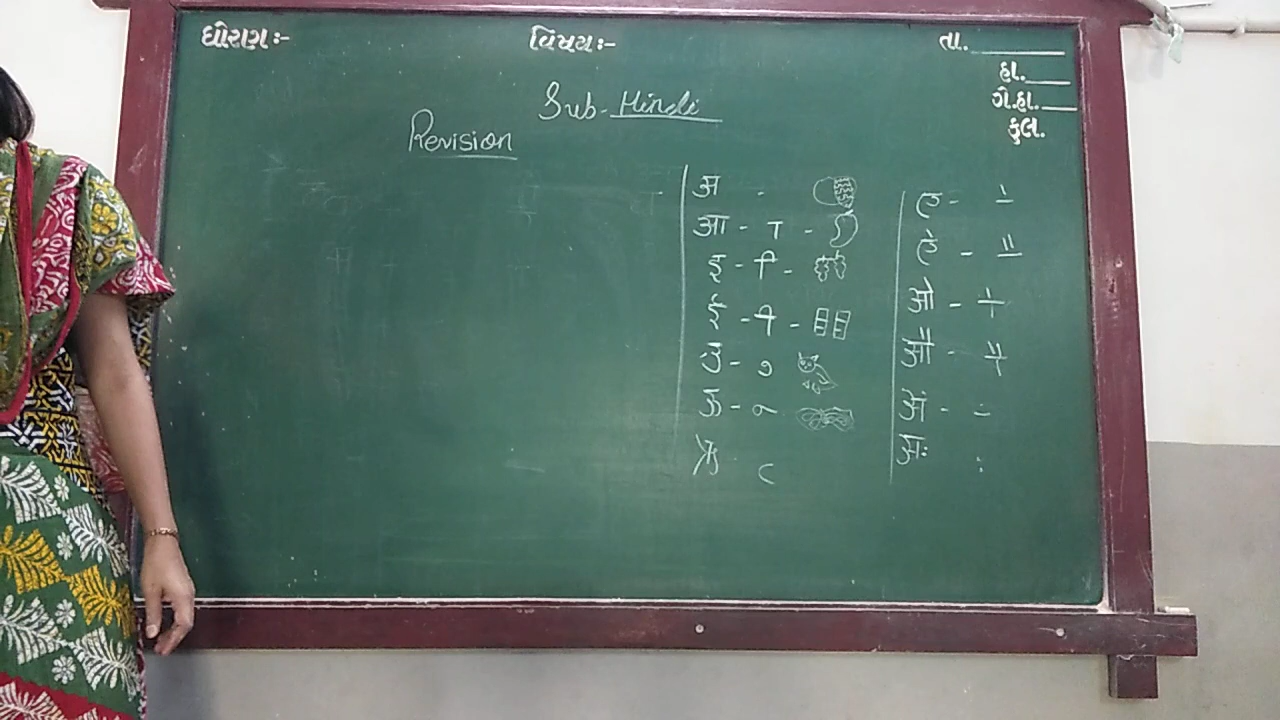 ધોરણઃ- વિષયઃ- તા.
હા.
ગે.હા.
કુલ.
Sub-Hindi
Revision
अ -
आ - ा -
इ - ि -
ई - ी -
उ - ु
ऊ - ू
ऋ ृ
ए - े
ऐ - ै
ओ - ो
औ - ौ
अं - ं
अः :